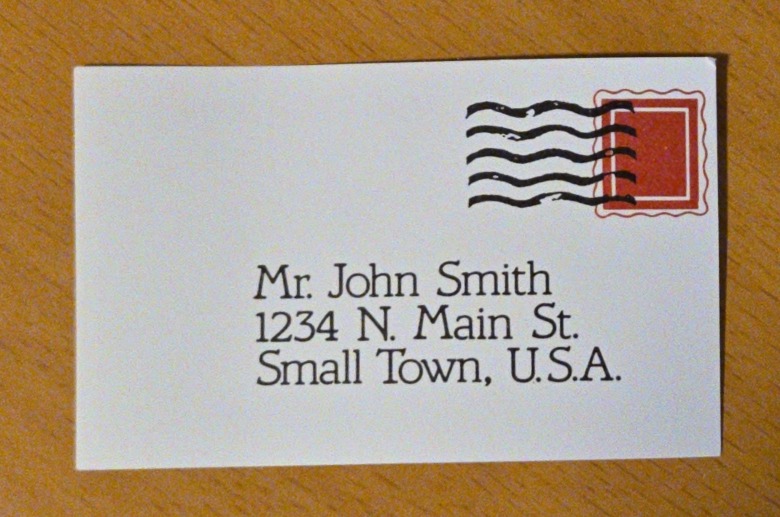 Mr. John Smith
1234 N. Main St.
Small Town, U.S.A.